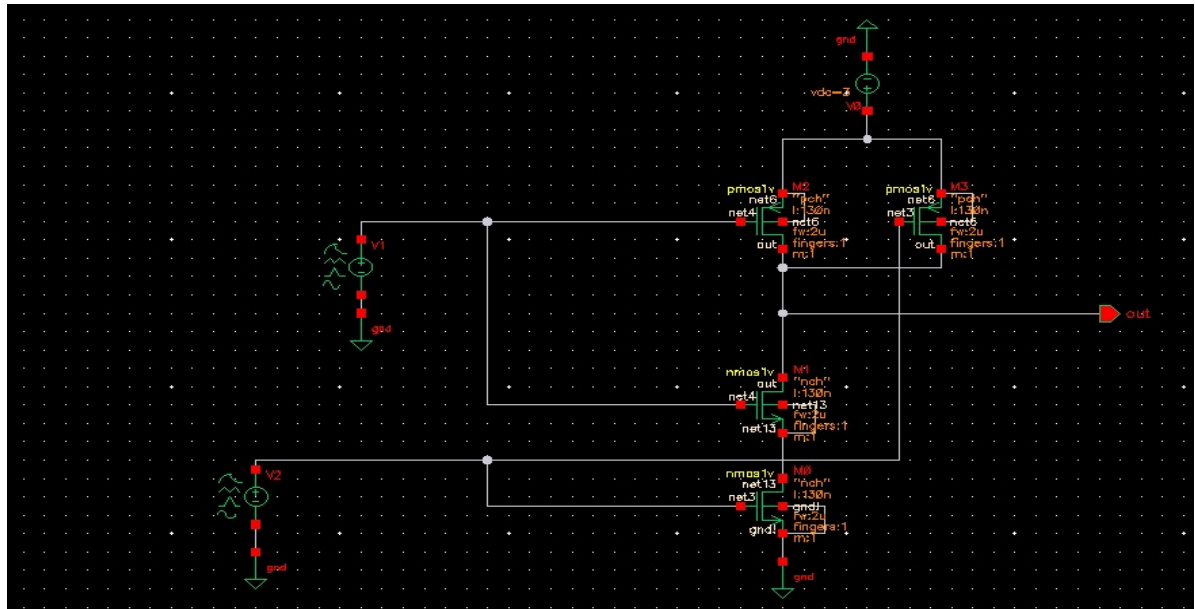 gnd
vdc=3
V0
pmos1v M2
net6 "pch"
net4 l:130n
net6
fw:2u
out fingers:1
m:1
pmos1v M3
net6 "pch"
net3 l:130n
net6
fw:2u
out fingers:1
m:1
V1
gnd
out
nmos1v M1
out "nch"
net4 l:130n
net13
fw:2u
net13 fingers:1
m:1
V2
gnd
nmos1v M0
net13 "nch"
net3 l:130n
gnd!
fw:2u
gnd! fingers:1
m:1
gnd